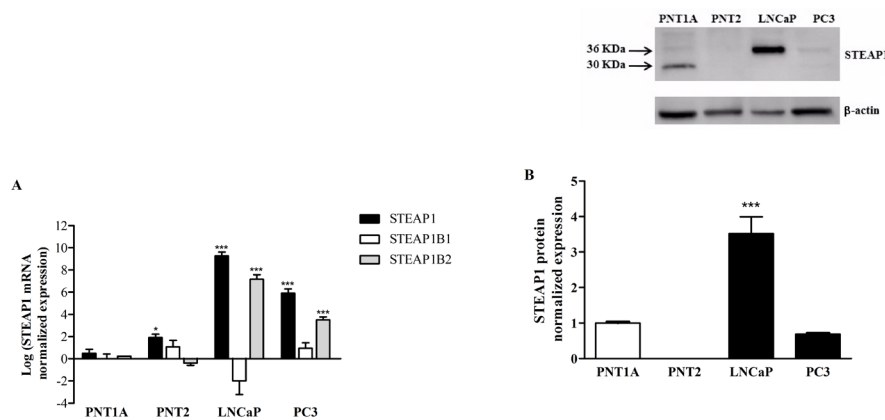 PNT1A PNT2 LNCaP PC3
36 KDa
30 KDa
STEAP1
β-actin
A
Log (STEAP1 mRNA
normalized expression)
12
10
8
6
4
2
0
-2
-4
*
***
***
***
***
PNT1A PNT2 LNCaP PC3
STEAP1
STEAP1B1
STEAP1B2
B
STEAP1 protein
normalized expression
5
4
3
2
1
0
***
PNT1A PNT2 LNCaP PC3